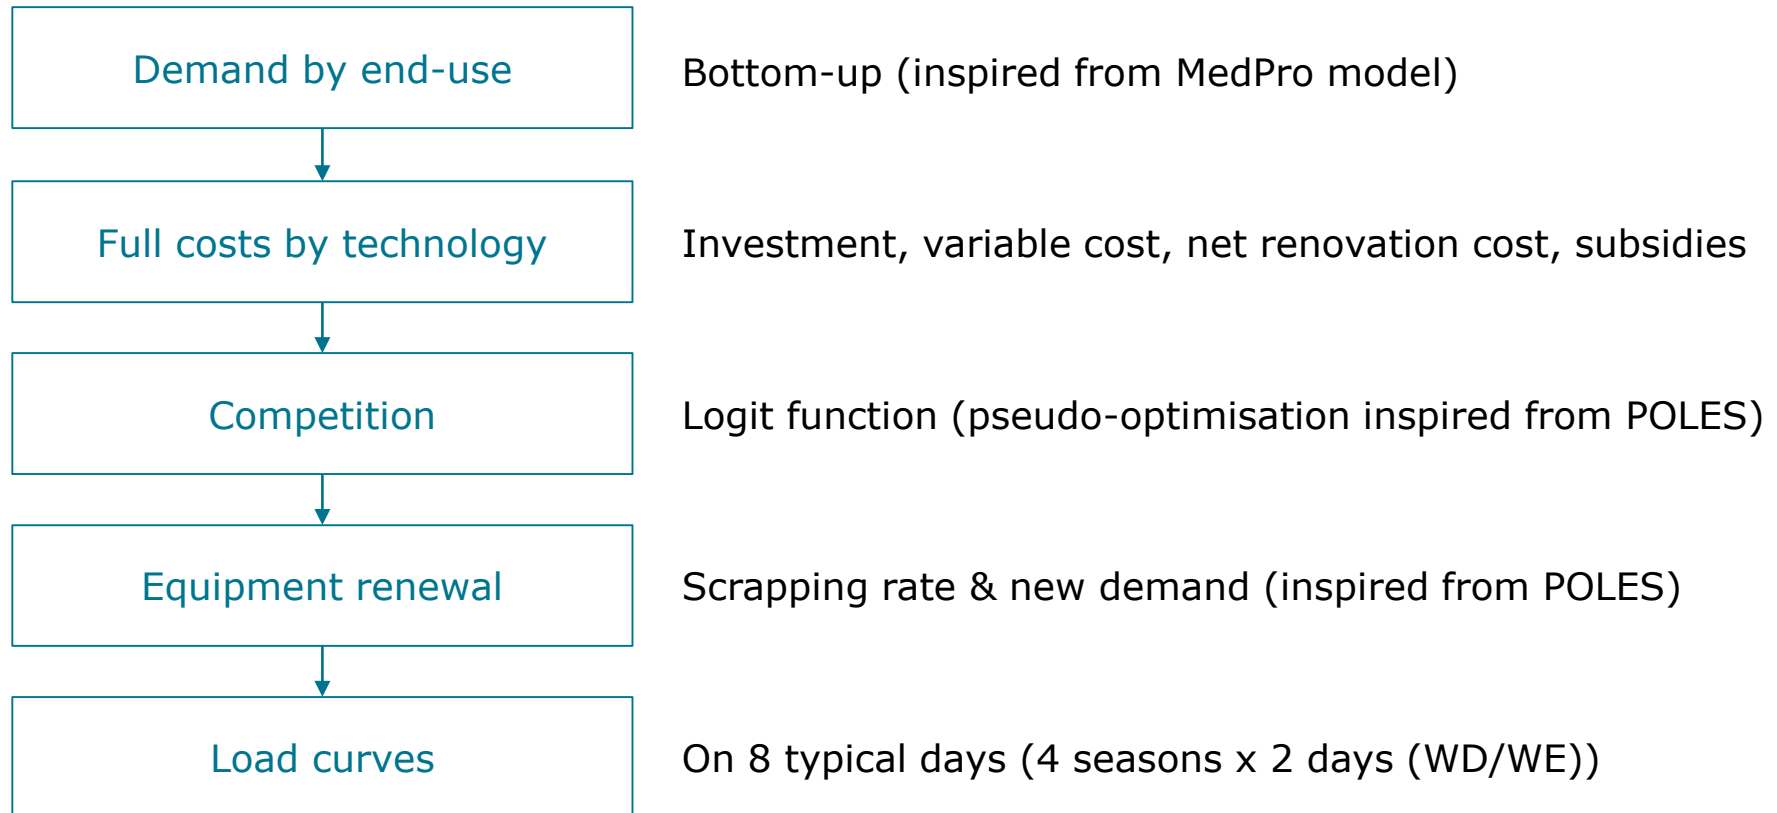 Demand by end-use
Bottom-up (inspired from MedPro model)
Full costs by technology
Investment, variable cost, net renovation cost, subsidies
Competition
Logit function (pseudo-optimisation inspired from POLES)
Equipment renewal
Scrapping rate & new demand (inspired from POLES)
Load curves
On 8 typical days (4 seasons x 2 days (WD/WE))